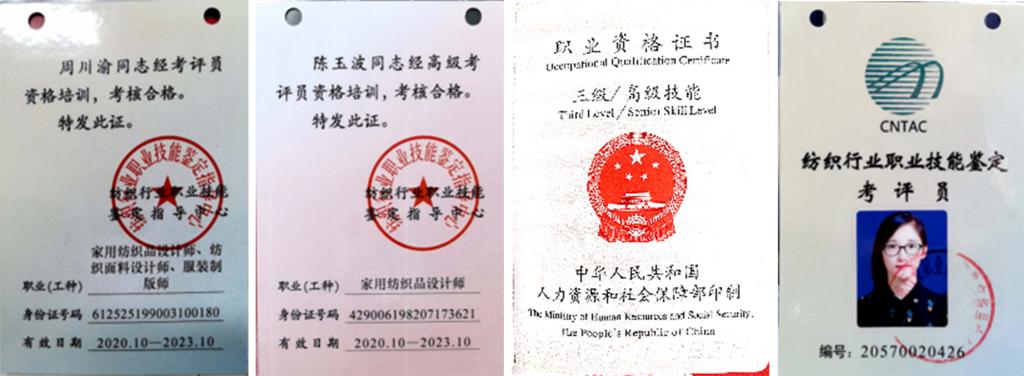 周川渝同志经考评员
资格培训，考核合格。
特发此证。
纺织行业职业技能
鉴定指导中心
家用纺织品设计师、纺
织面料设计师、服装制
版师
职业(工种)
身份证号码 612525199003100180
有效日期 2020.10—2023.10
陈玉波同志经高级考
评员资格培训，考核合格。
特发此证。
纺织行业职业技能
鉴定指导中心
职业(工种) 家用纺织品设计师
身份证号码 429006198207173621
有效日期 2020.10—2023.10
职业资格证书
Occupational Qualification Certificate
三级/高级技能
Third Level/Senior Skill Level
中华人民共和国
人力资源和社会保障部印制
The Ministry of Human Resources and Social Security,
The People's Republic of China
CNTAC
纺织行业职业技能鉴定
考评员
编号：20570020426